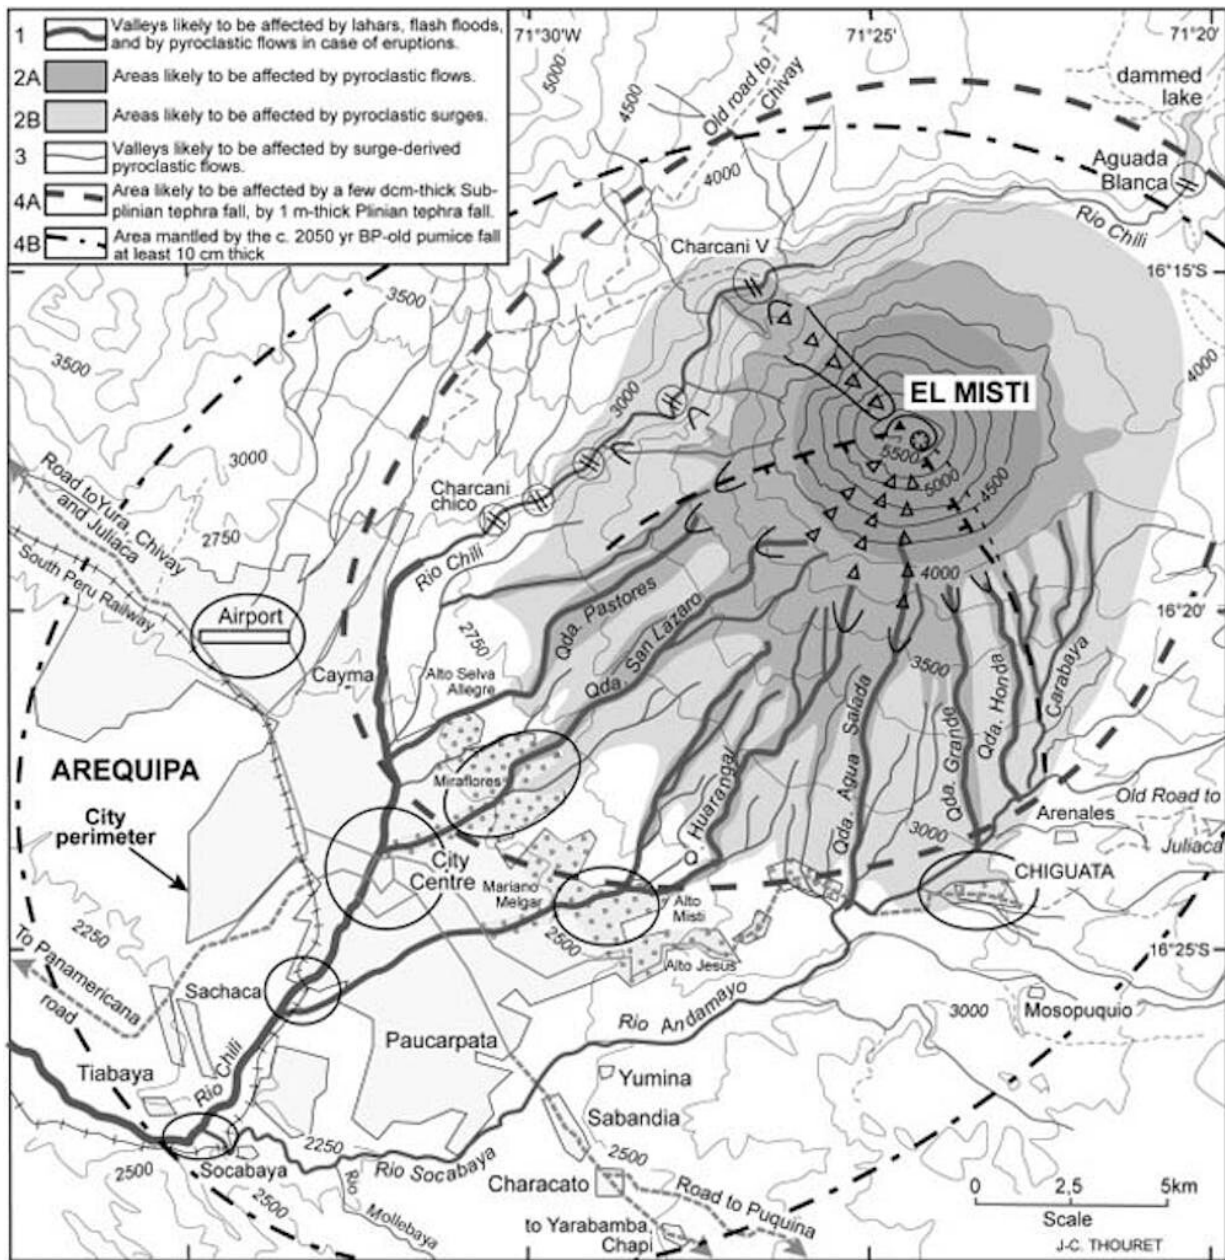 1 Valleys likely to be affected by lahars, flash floods,
and by pyroclastic flows in case of eruptions.
2A Areas likely to be affected by pyroclastic flows.
2B Areas likely to be affected by pyroclastic surges.
3 Valleys likely to be affected by surge-derived
pyroclastic flows.
4A Area likely to be affected by a few dcm-thick Sub-
plinian tephra fall, by 1 m-thick Plinian tephra fall.
4B Area mantled by the c. 2050 yr BP-old pumice fall
at least 10 cm thick
71°30'W
71°25'
71°20'
5000
4500
Old road to
Chivay
dammed
lake
4000
Aguada
Blanca
Rio Chili
Charcani V
16°15'S
3500
3500
4000
EL MISTI
3000
5500
5000
4500
3000
Road to Yura, Chivay
and Juliaca
Charcani
chico
2750
South Peru Railway
Rio Chili
4000
Airport
Qda. Pastores
Qda. San Lazaro
16°20'
2750
Cayma
Alto Selva
Allegre
3500
Qda. Agua Salada
Qda. Grande
Qda. Honda
Carabaya
AREQUIPA
Miraflores
Q. Huarangal
City
perimeter
3000
Arenales
Old Road to
Juliaca
City
Centre
Mariano
Melgar
CHIGUATA
Alto
Misti
2250
2500
Alto Jesus
16°25'S
To Panamericana
road
Sachaca
Rio Andamayo
3000
Mosopuquio
Paucarpata
Tiabaya
Rio Chili
Yumina
Sabandia
2250
Rio Socabaya
2500
2500
Socabaya
2500
Rio
Mollebaya
Characato
Road to Puquina
to Yarabamba,
Chapi
0 2,5 5km
Scale
J-C. THOURET